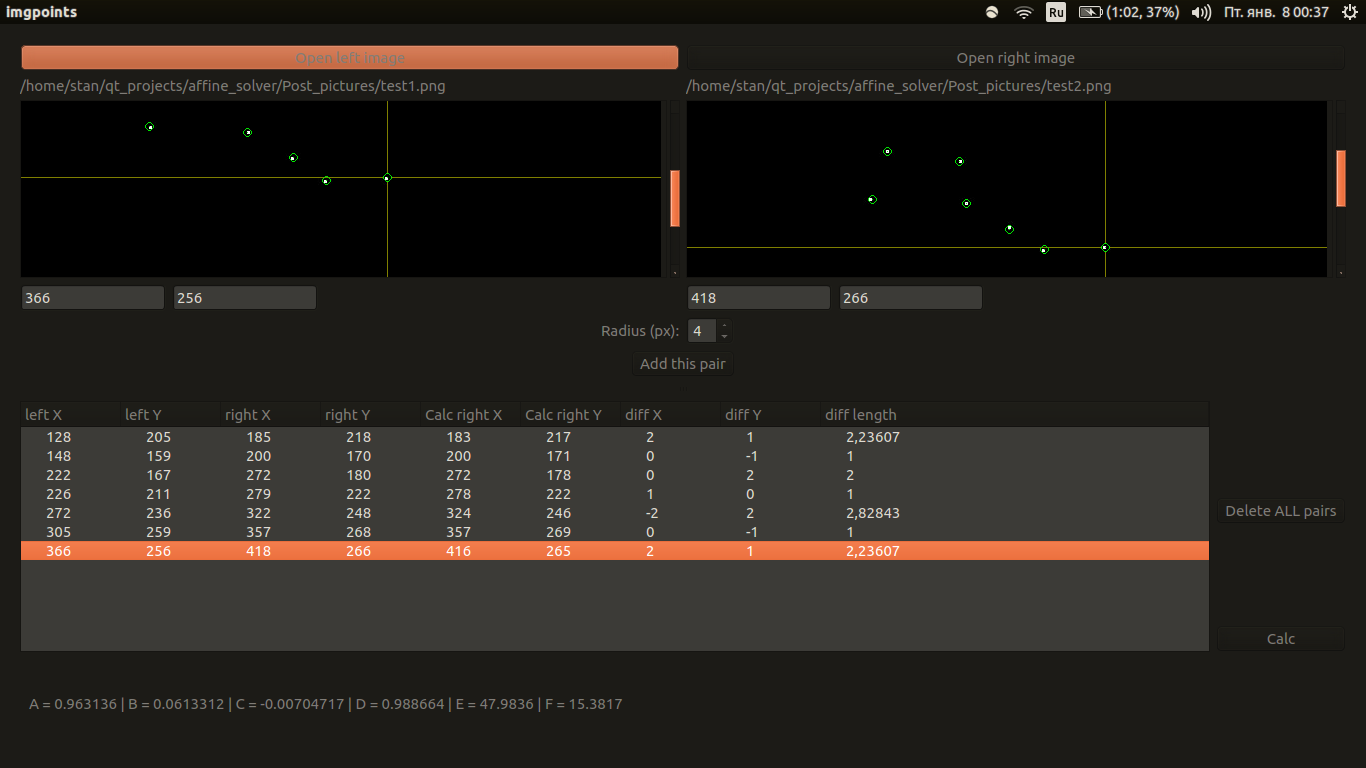 imgpoints Ru (1:02, 37%) Пт. янв. 8 00:37
Open left image Open right image
/home/stan/qt_projects/affine_solver/Post_pictures/test1.png /home/stan/qt_projects/affine_solver/Post_pictures/test2.png
366 256 418 266
Radius (px): 4
Add this pair
left X left Y right X right Y Calc right X Calc right Y diff X diff Y diff length
128 205 185 218 183 217 2 1 2,23607
148 159 200 170 200 171 0 -1 1
222 167 272 180 272 178 0 2 2
226 211 279 222 278 222 1 0 1
272 236 322 248 324 246 -2 2 2,82843
305 259 357 268 357 269 0 -1 1
366 256 418 266 416 265 2 1 2,23607
Delete ALL pairs
Calc
A = 0.963136 | B = 0.0613312 | C = -0.00704717 | D = 0.988664 | E = 47.9836 | F = 15.3817